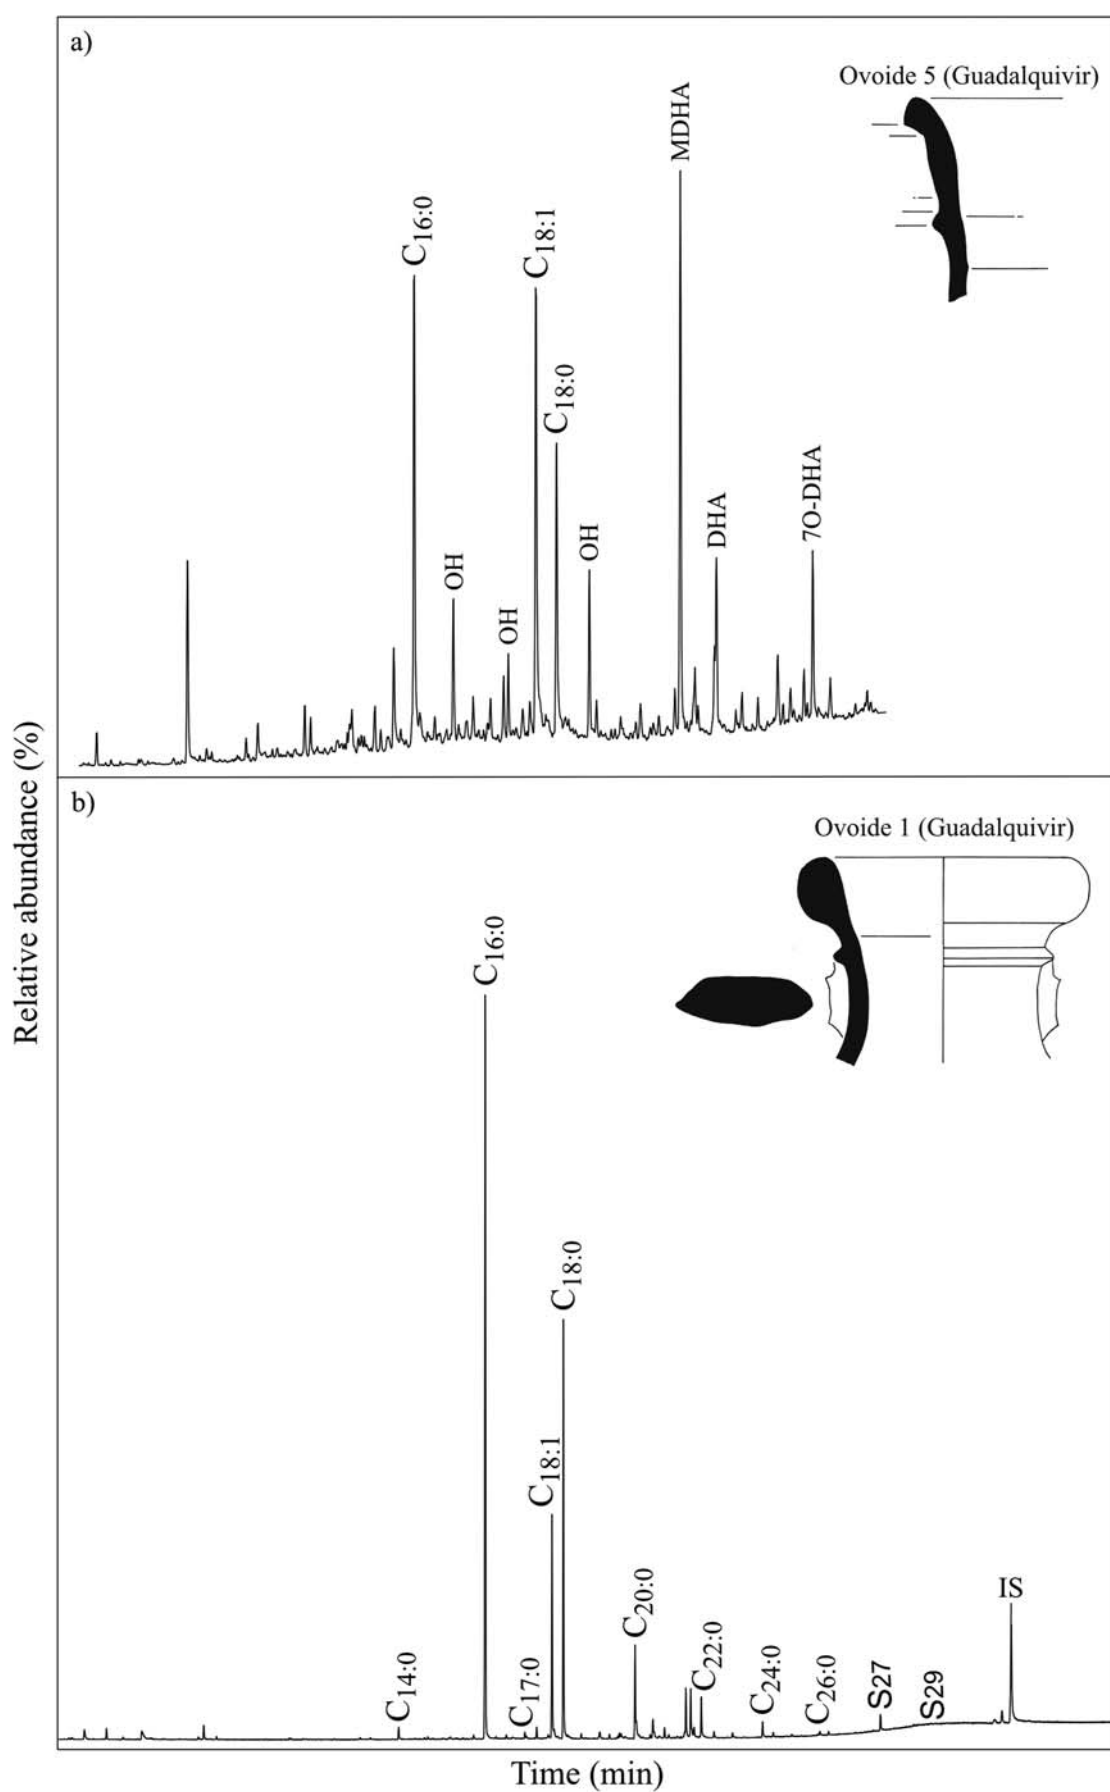 a)
Ovoide 5 (Guadalquivir)
MDHA
C16:0
C18:1
C18:0
7O-DHA
DHA
OH
OH
OH
Relative abundance (%)
b)
Ovoide 1 (Guadalquivir)
C16:0
C18:0
C18:1
C20:0
IS
C14:0
C17:0
C22:0
C24:0
C26:0
S27
S29
Time (min)